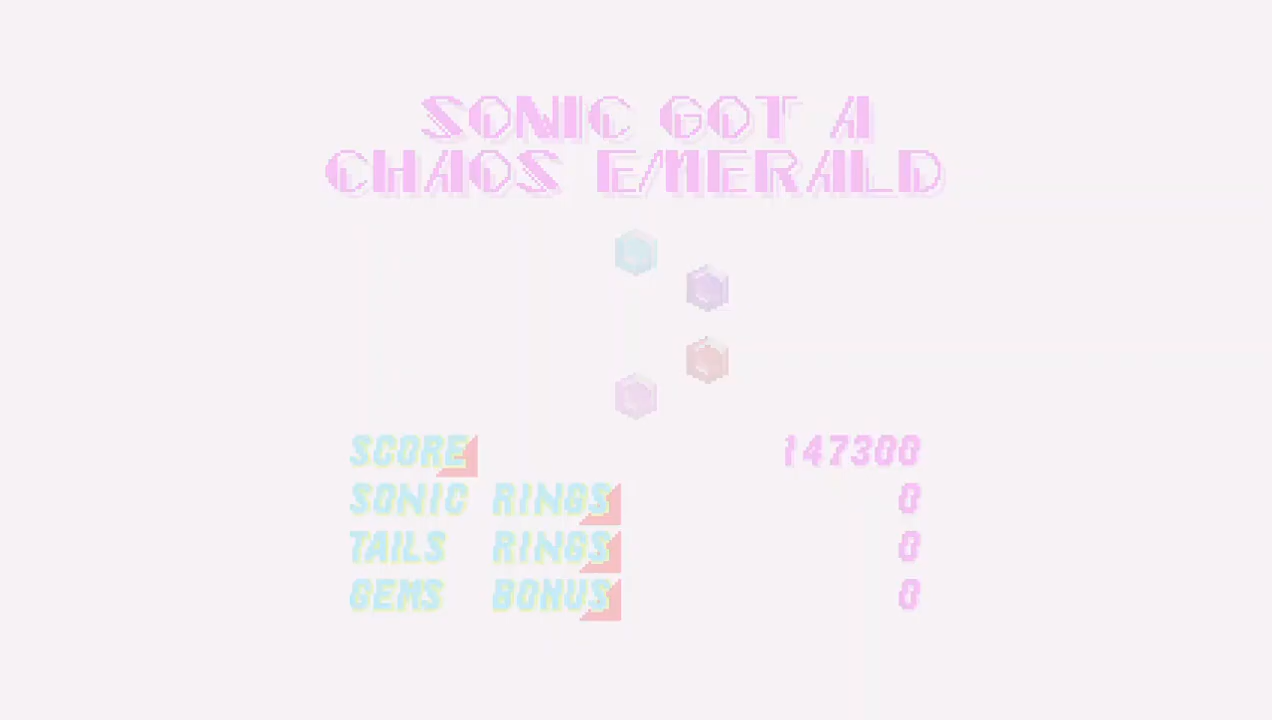 SONIC GOT A
CHAOS EMERALD
SCORE 147300
SONIC RINGS 0
TAILS RINGS 0
GEMS BONUS 0